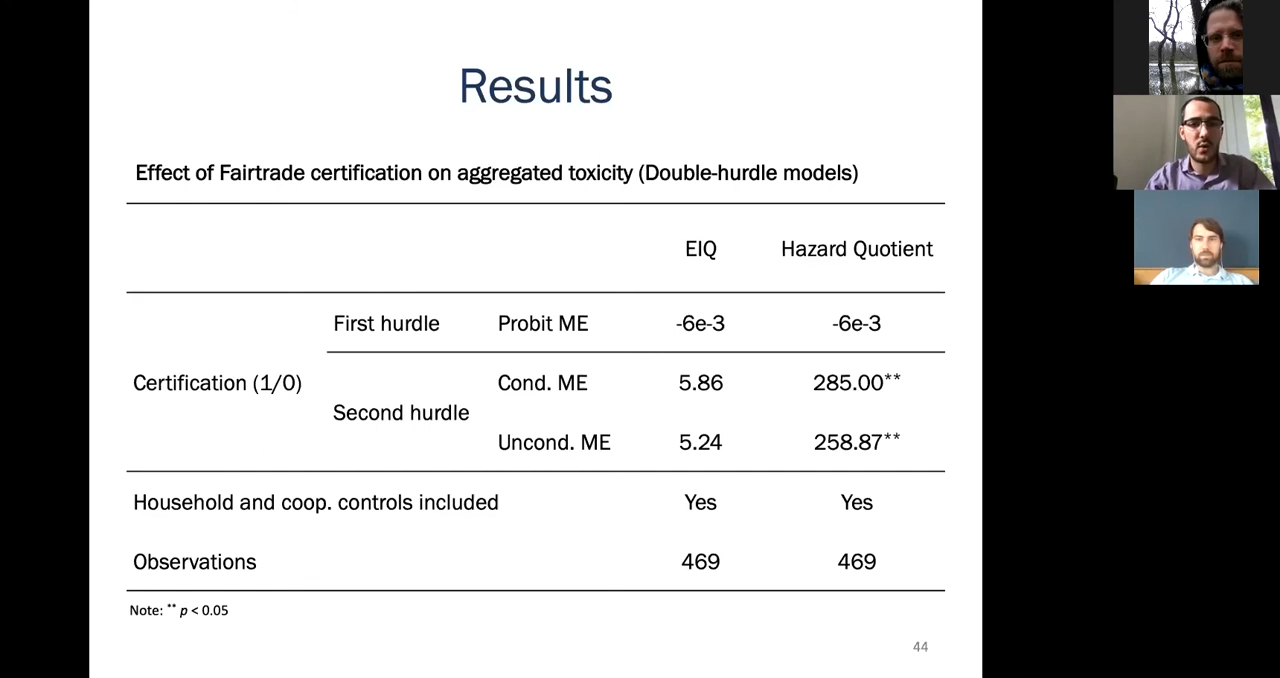 Results
Effect of Fairtrade certification on aggregated toxicity (Double-hurdle models)
EIQ Hazard Quotient
First hurdle Probit ME -6e-3 -6e-3
Certification (1/0) Cond. ME 5.86 285.00**
Second hurdle
Uncond. ME 5.24 258.87**
Household and coop. controls included Yes Yes
Observations 469 469
Note: ** p < 0.05
44